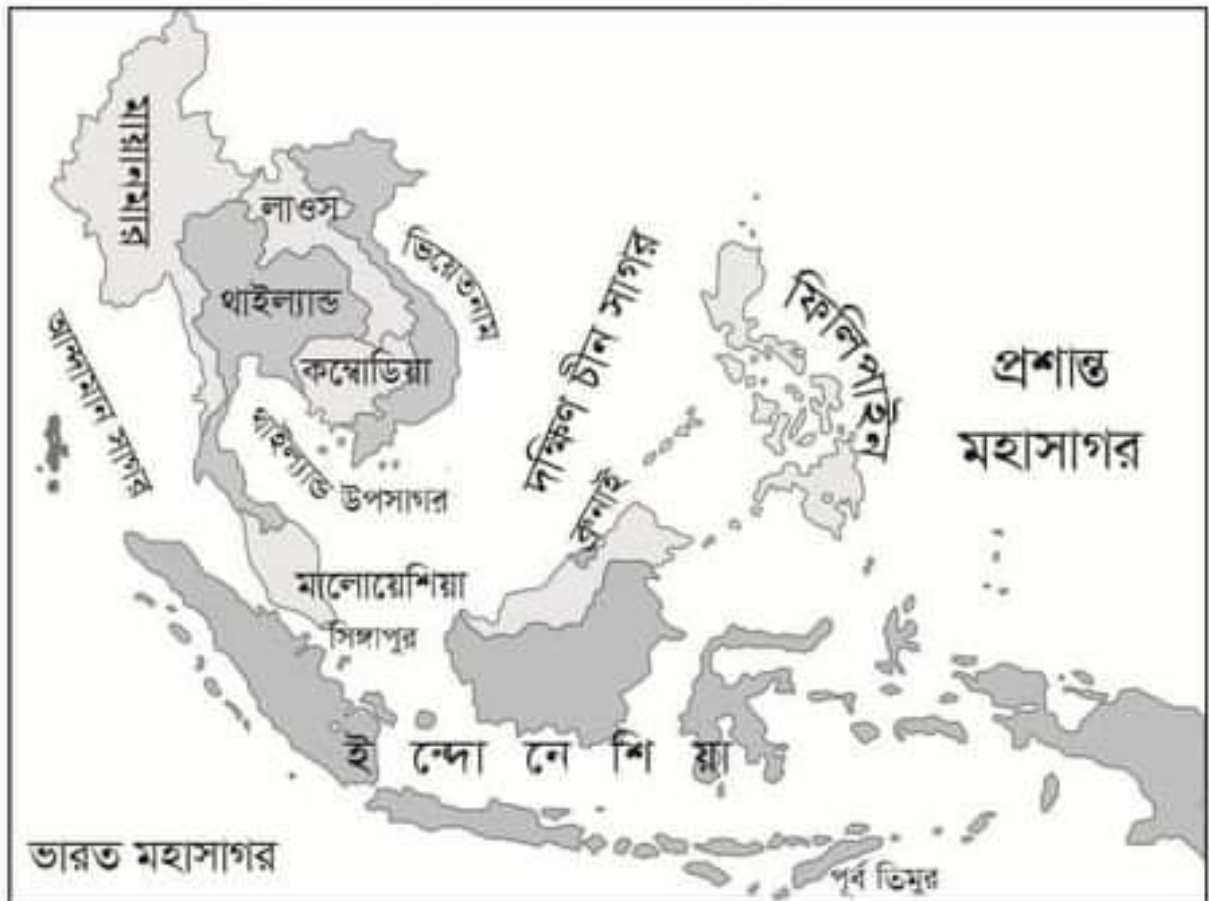 মায়ানমার
লাওস
ভিয়েতনাম
থাইল্যান্ড
কম্বোডিয়া
আন্দামান সাগর
থাইল্যান্ড উপসাগর
দক্ষিণ চীন সাগর
ফিলিপাইন
প্রশান্ত
মহাসাগর
ব্রুনাই
মালোয়েশিয়া
সিঙ্গাপুর
ইন্দোনেশিয়া
ভারত মহাসাগর
পূর্ব তিমুর